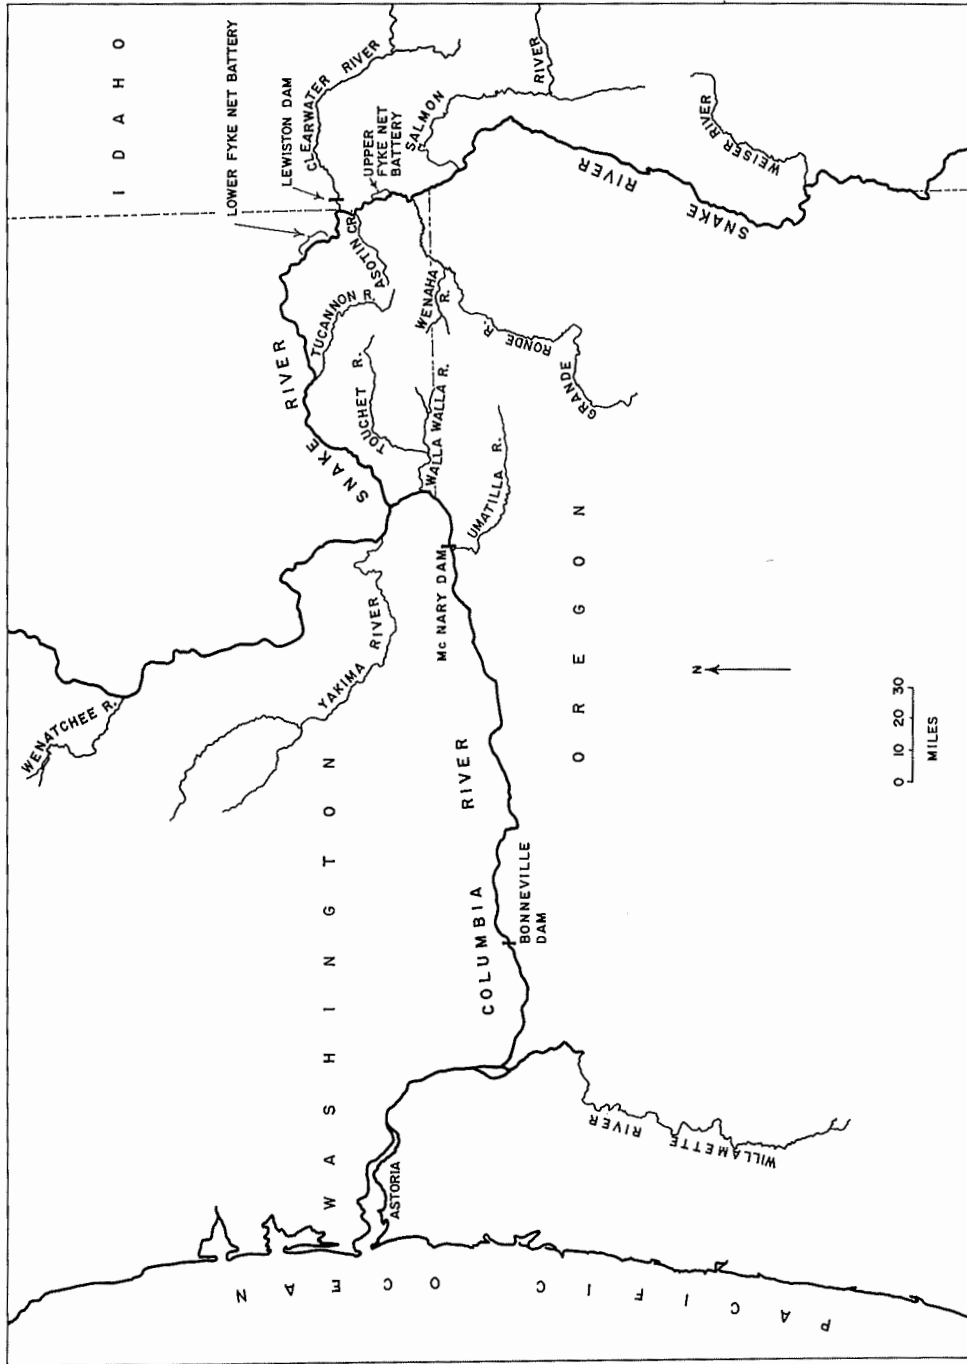 IDAHO
LOWER FYKE NET BATTERY
LEWISTON DAM
CLEARWATER RIVER
UPPER
FYKE NET
BATTERY
SALMON
RIVER
WEISER RIVER
SNAKE
RIVER
ASOTIN CR.
TUCANNON R.
WENAHA
R.
GRANDE
RONDE
R.
SNAKE
RIVER
TOUCHET R.
WALLA WALLA R.
UMATILLA R.
Mc NARY DAM
OREGON
YAKIMA
RIVER
WENATCHEE R.
WASHINGTON
COLUMBIA
RIVER
BONNEVILLE
DAM
WILLAMETTE
RIVER
ASTORIA
PACIFIC OCEAN
N
0 10 20 30
MILES